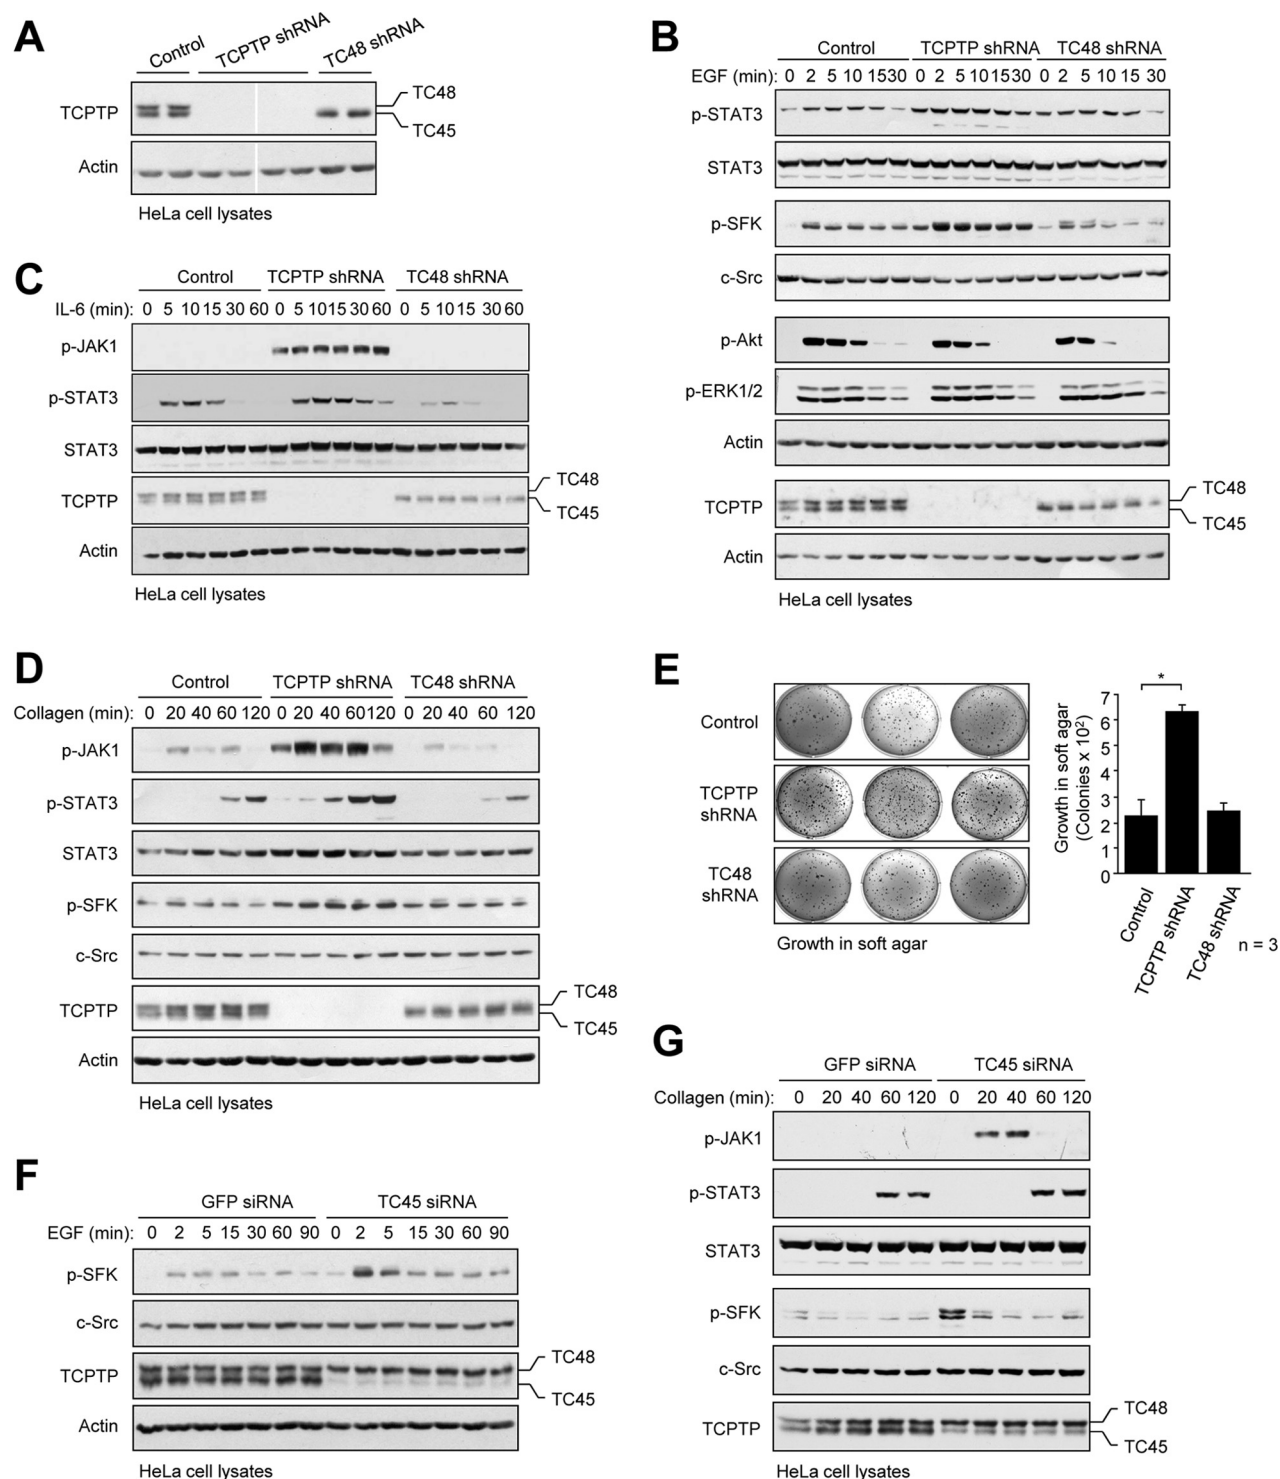 A
Control
TCPTP shRNA
TC48 shRNA
TCPTP
TC48
TC45
Actin
HeLa cell lysates
B
Control TCPTP shRNA TC48 shRNA
EGF (min): 0 2 5 10 15 30 0 2 5 10 15 30 0 2 5 10 15 30
p-STAT3
STAT3
p-SFK
c-Src
p-Akt
p-ERK1/2
Actin
TCPTP
TC48
TC45
Actin
HeLa cell lysates
C
Control TCPTP shRNA TC48 shRNA
IL-6 (min): 0 5 10 15 30 60 0 5 10 15 30 60 0 5 10 15 30 60
p-JAK1
p-STAT3
STAT3
TCPTP
TC48
TC45
Actin
HeLa cell lysates
D
Control TCPTP shRNA TC48 shRNA
Collagen (min): 0 20 40 60 120 0 20 40 60 120 0 20 40 60 120
p-JAK1
p-STAT3
STAT3
p-SFK
c-Src
TCPTP
TC48
TC45
Actin
HeLa cell lysates
E
Control
TCPTP
shRNA
TC48
shRNA
Growth in soft agar
Growth in soft agar
(Colonies x 10²)
7
6
5
4
3
2
1
0
*
Control
TCPTP shRNA
TC48 shRNA
n = 3
F
GFP siRNA TC45 siRNA
EGF (min): 0 2 5 15 30 60 90 0 2 5 15 30 60 90
p-SFK
c-Src
TCPTP
TC48
TC45
Actin
HeLa cell lysates
G
GFP siRNA TC45 siRNA
Collagen (min): 0 20 40 60 120 0 20 40 60 120
p-JAK1
p-STAT3
STAT3
p-SFK
c-Src
TCPTP
TC48
TC45
HeLa cell lysates